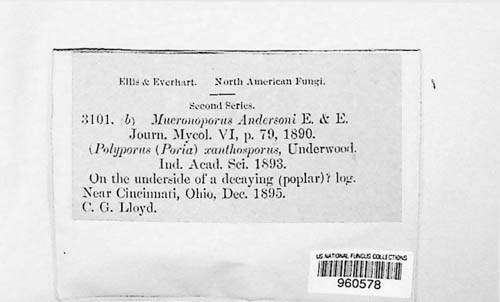 Ellis & Everhart. North American Fungi.
Second Series.
3101. (b) Mucronoporus Andersoni E. & E.
Journ. Mycol. VI, p. 79, 1890.
(Polyporus (Poria) xanthosporus, Underwood.
Ind. Acad. Sci. 1893.
On the underside of a decaying (poplar)? log.
Near Cincinnati, Ohio, Dec. 1895.
C. G. Lloyd.
US NATIONAL FUNGUS COLLECTIONS
960578